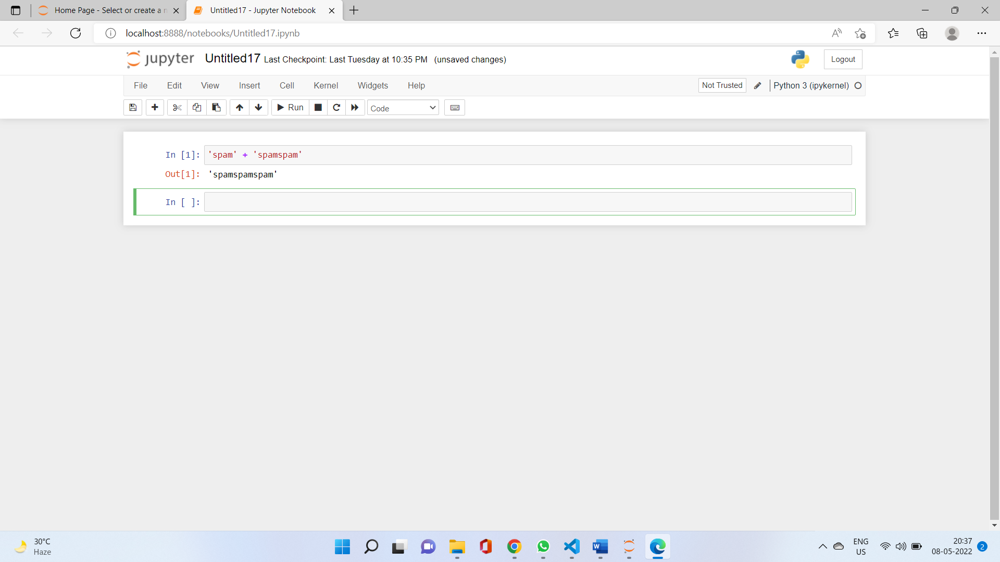 Home Page - Select or create a n
Untitled17 - Jupyter Notebook
localhost:8888/notebooks/Untitled17.ipynb
jupyter Untitled17 Last Checkpoint: Last Tuesday at 10:35 PM (unsaved changes)
Logout
File Edit View Insert Cell Kernel Widgets Help
Not Trusted Python 3 (ipykernel)
Run Code
In [1]: 'spam' + 'spamspam'
Out[1]: 'spamspamspam'
In [ ]:
30°C
Haze
ENG
US
20:37
08-05-2022
2